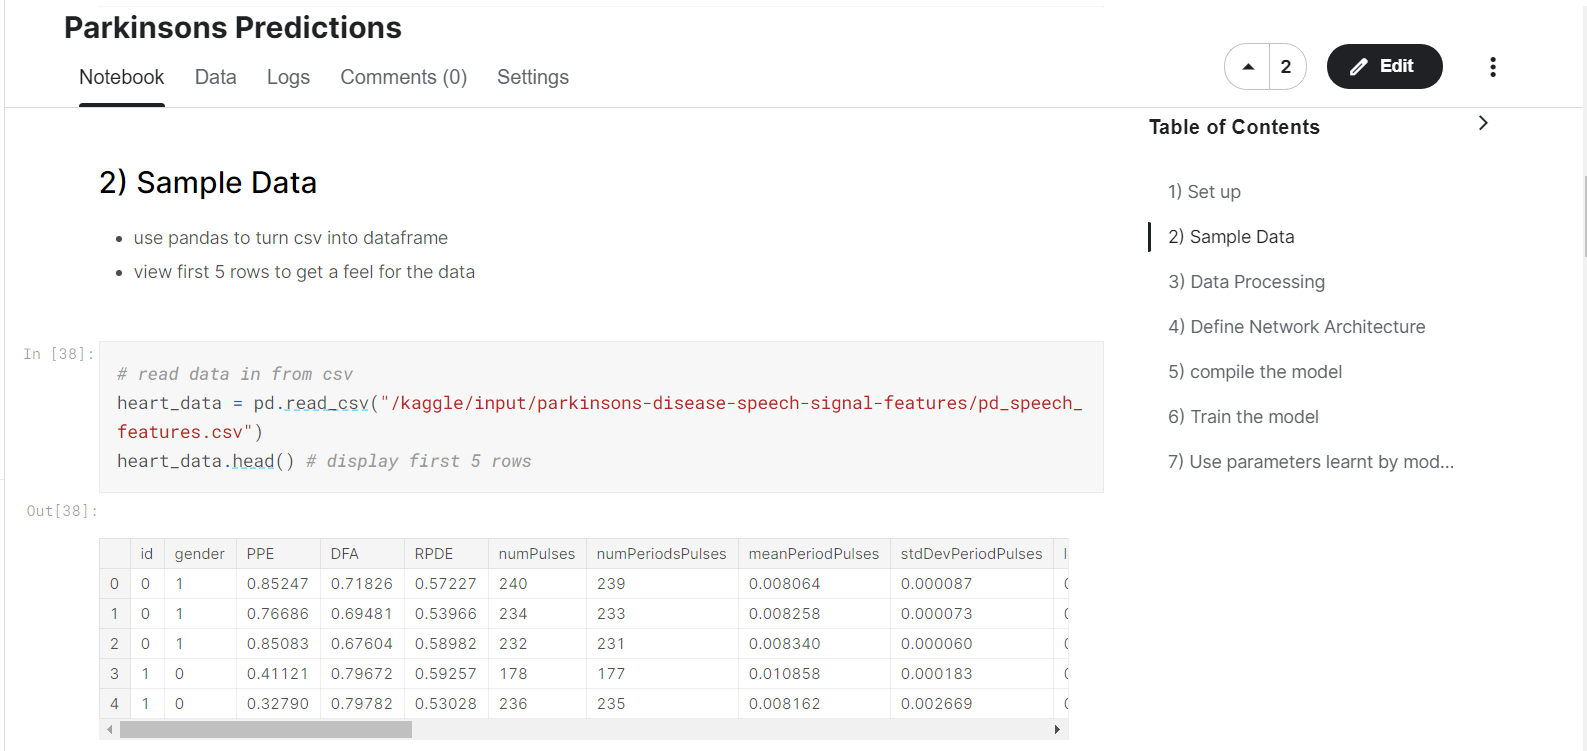 Parkinsons Predictions
Notebook Data Logs Comments (0) Settings
2 Edit
Table of Contents
1) Set up
2) Sample Data
3) Data Processing
4) Define Network Architecture
5) compile the model
6) Train the model
7) Use parameters learnt by mod...
2) Sample Data
use pandas to turn csv into dataframe
view first 5 rows to get a feel for the data
In [38]:
# read data in from csv
heart_data = pd.read_csv("/kaggle/input/parkinsons-disease-speech-signal-features/pd_speech_
features.csv")
heart_data.head() # display first 5 rows
Out[38]:
id gender PPE DFA RPDE numPulses numPeriodsPulses meanPeriodPulses stdDevPeriodPulses
0 0 1 0.85247 0.71826 0.57227 240 239 0.008064 0.000087
1 0 1 0.76686 0.69481 0.53966 234 233 0.008258 0.000073
2 0 1 0.85083 0.67604 0.58982 232 231 0.008340 0.000060
3 1 0 0.41121 0.79672 0.59257 178 177 0.010858 0.000183
4 1 0 0.32790 0.79782 0.53028 236 235 0.008162 0.002669